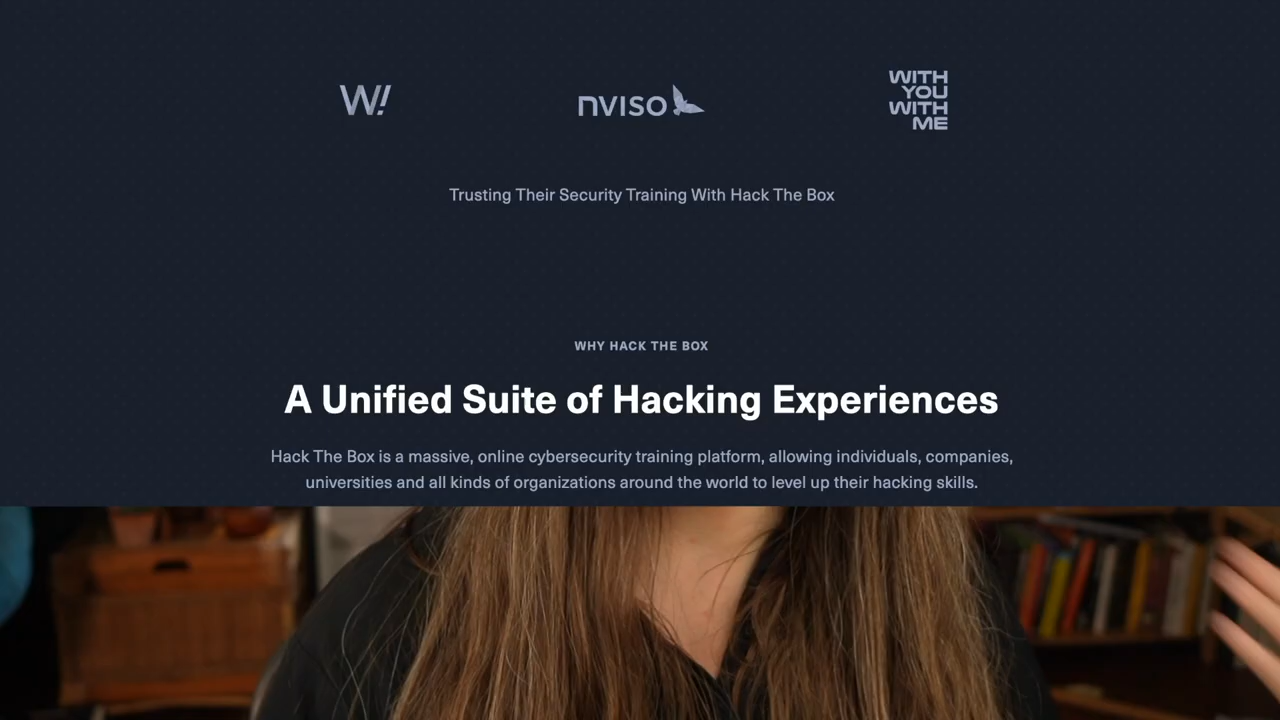 W!
NVISO
WITH
YOU
WITH
ME
Trusting Their Security Training With Hack The Box
WHY HACK THE BOX
A Unified Suite of Hacking Experiences
Hack The Box is a massive, online cybersecurity training platform, allowing individuals, companies,
universities and all kinds of organizations around the world to level up their hacking skills.